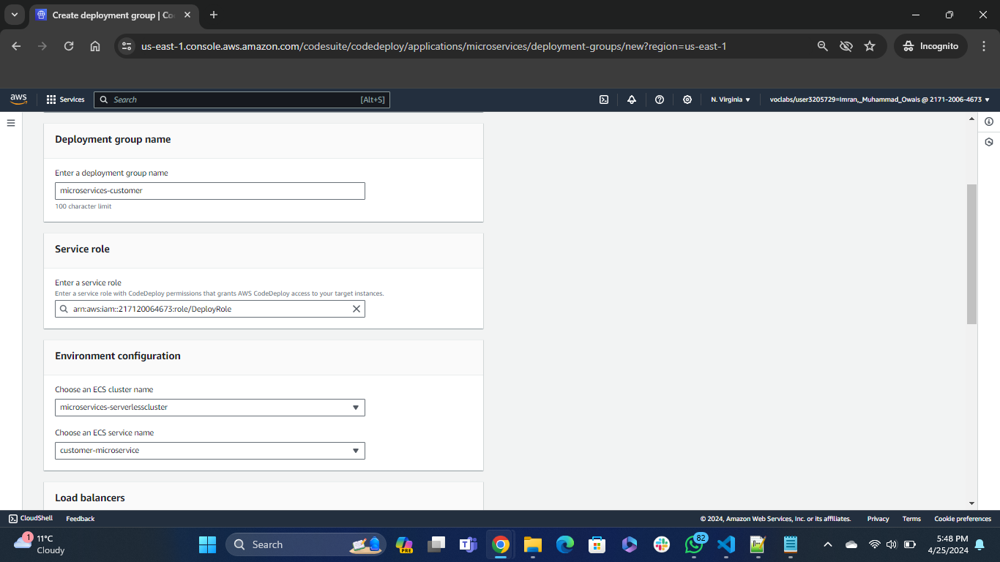 Create deployment group | Co
us-east-1.console.aws.amazon.com/codesuite/codedeploy/applications/microservices/deployment-groups/new?region=us-east-1
Incognito
aws
Services
Search
[Alt+S]
N. Virginia
voclabs/user3205729=Imran,_Muhammad_Owais @ 2171-2006-4673
Deployment group name
Enter a deployment group name
microservices-customer
100 character limit
Service role
Enter a service role
Enter a service role with CodeDeploy permissions that grants AWS CodeDeploy access to your target instances.
arn:aws:iam::217120064673:role/DeployRole
Environment configuration
Choose an ECS cluster name
microservices-serverlesscluster
Choose an ECS service name
customer-microservice
Load balancers
CloudShell
Feedback
© 2024, Amazon Web Services, Inc. or its affiliates.
Privacy
Terms
Cookie preferences
1
11°C
Cloudy
Search
PRE
82
5:48 PM
4/25/2024